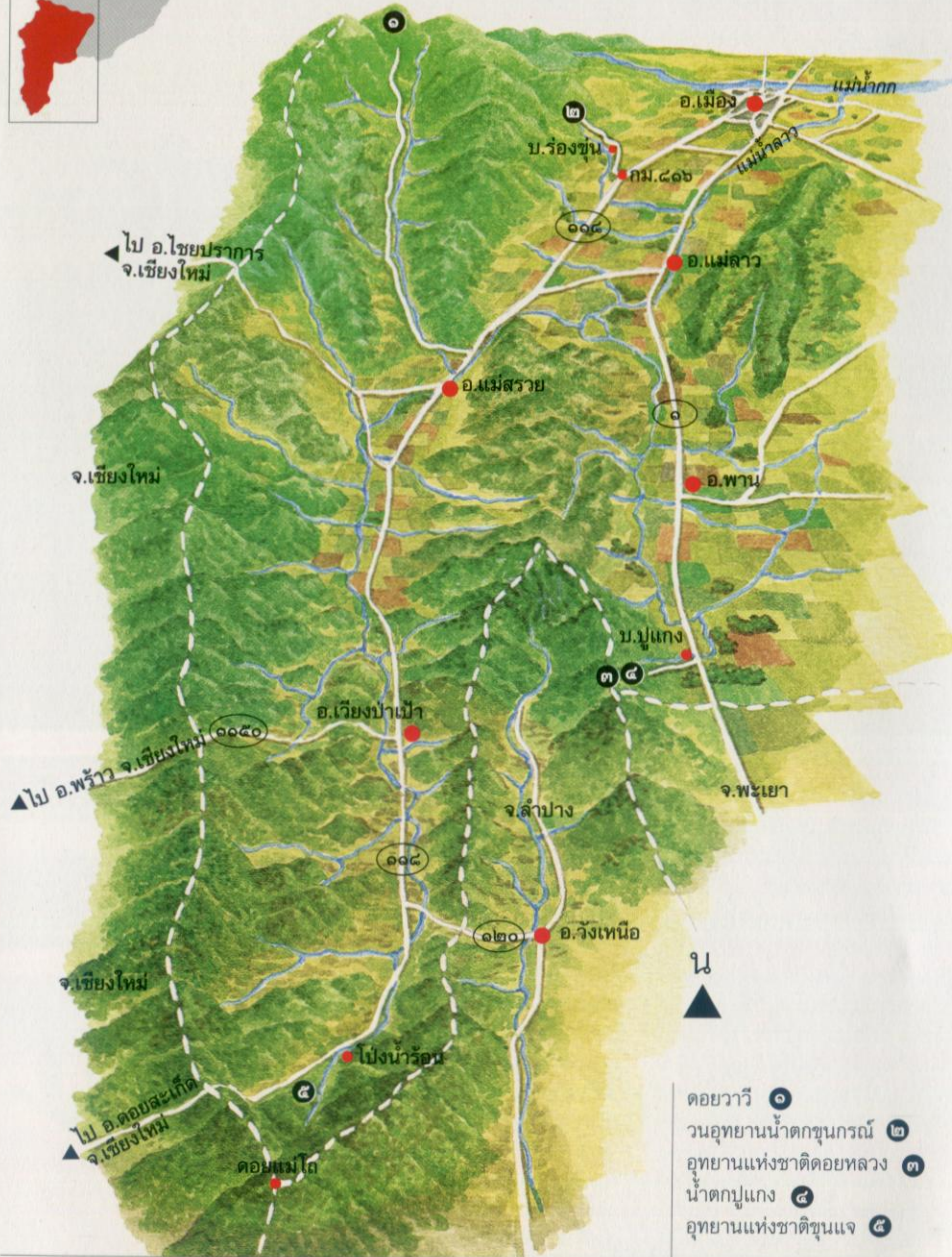 ๑
แม่น้ำกก
อ.เมือง
๒
บ.ร่องขุ่น
แม่น้ำลาว
กม.๘๑๖
๑๑๘
ไป อ.ไชยปราการ
จ.เชียงใหม่
อ.แม่ลาว
อ.แม่สรวย
๑
จ.เชียงใหม่
อ.พาน
บ.ปูแกง
๓ ๔
อ.เวียงป่าเป้า
๑๑๕๐
ไป อ.พร้าว จ.เชียงใหม่
จ.พะเยา
จ.ลำปาง
๑๑๘
๑๒๐
อ.วังเหนือ
น
จ.เชียงใหม่
โป่งน้ำร้อน
๕
ไป อ.ดอยสะเก็ด
จ.เชียงใหม่
ดอยแม่โถ
ดอยวาวี ๑
วนอุทยานน้ำตกขุนกรณ์ ๒
อุทยานแห่งชาติดอยหลวง ๓
น้ำตกปูแกง ๔
อุทยานแห่งชาติขุนแจ ๕